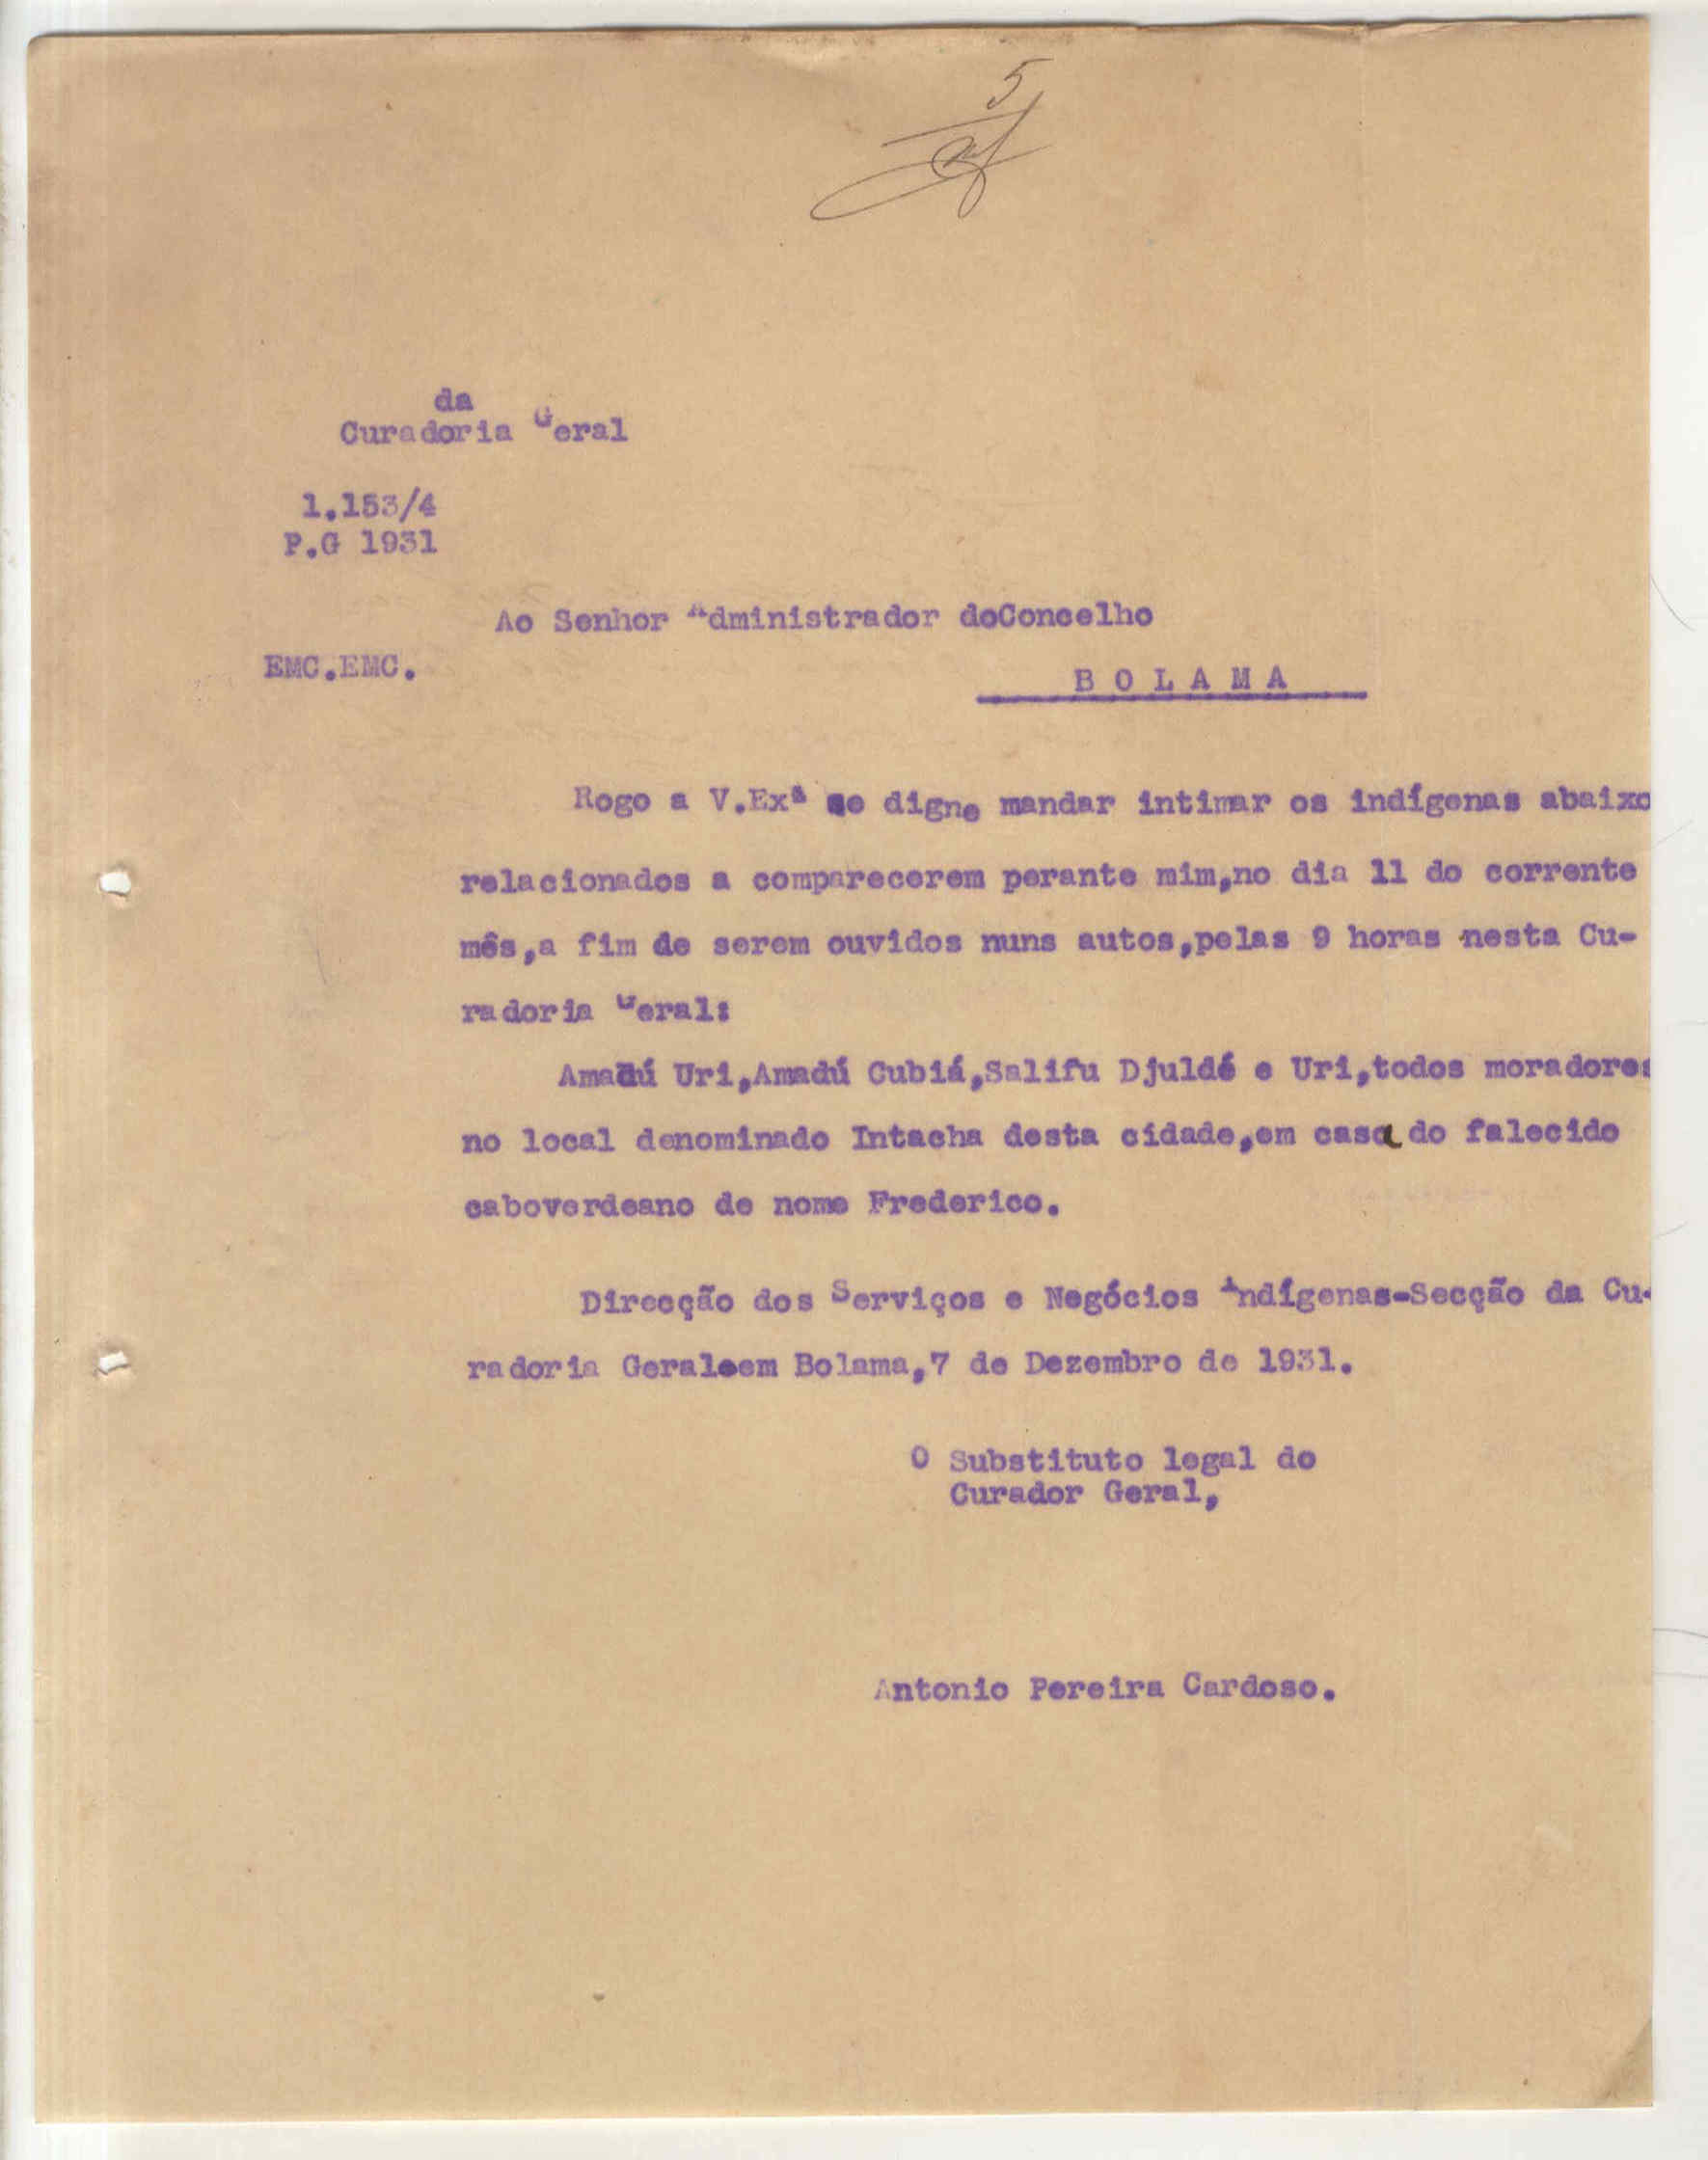 5
da
Curadoria Geral
1.153/4
P.G 1931
Ao Senhor Administrador doConcelho
EMC.EMC.
BOLAMA
Rogo a V.Exª se digne mandar intimar os indígenas abaixo
relacionados a comparecerem perante mim,no dia 11 do corrente
mês,a fim de serem ouvidos nuns autos,pelas 9 horas nesta Cu-
radoria Geral:
Amadú Uri,Amadú Cubiá,Salifu Djuldé e Uri,todos moradores
no local denominado Intacha desta cidade,em casa do falecido
caboverdeano de nome Frederico.
Direcção dos Serviços e Negócios Indígenas-Secção da Cu-
radoria Geral em Bolama,7 de Dezembro de 1931.
O Substituto legal do
Curador Geral,
Antonio Pereira Cardoso.